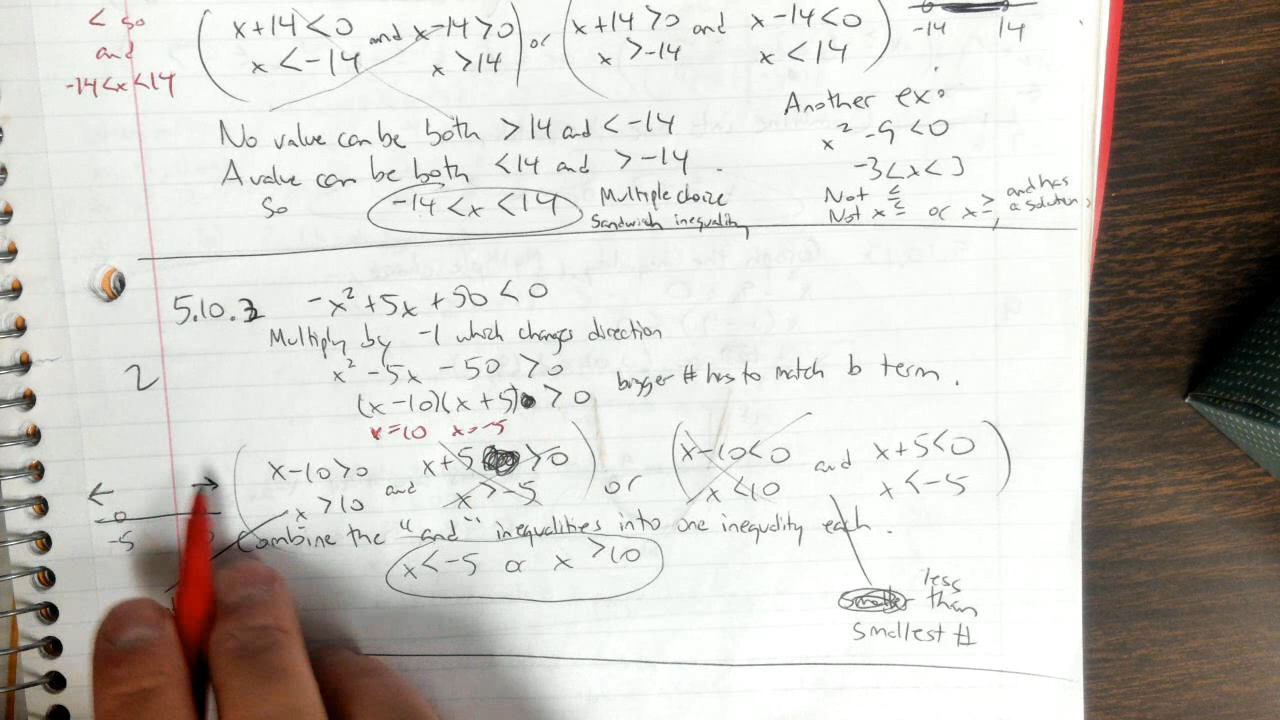 < so
and
-14<x<14
(x+14<0 and x-14>0) or (x+14>0 and x-14<0)
x<-14 x>14 x>-14 x<14
-14 14
No value can be both >14 and <-14
A value can be both <14 and >-14.
So -14<x<14
Multiple choice
Sandwich inequality
Another ex:
x²-9<0
-3<x<3
Not ≤
Not x≤ or x≥, and has a solution
5.10.2 -x²+5x+50<0
Multiply by -1 which changes direction
2
x²-5x-50>0
(x-10)(x+5)>0 bigger # has to match b term.
x=10 x=-5
(x-10>0 and x+5>0) or (x-10<0 and x+5<0)
x>10 x>-5 x<10 x<-5
-5
Combine the "and" inequalities into one inequality each.
x<-5 or x>10
less than
smallest #